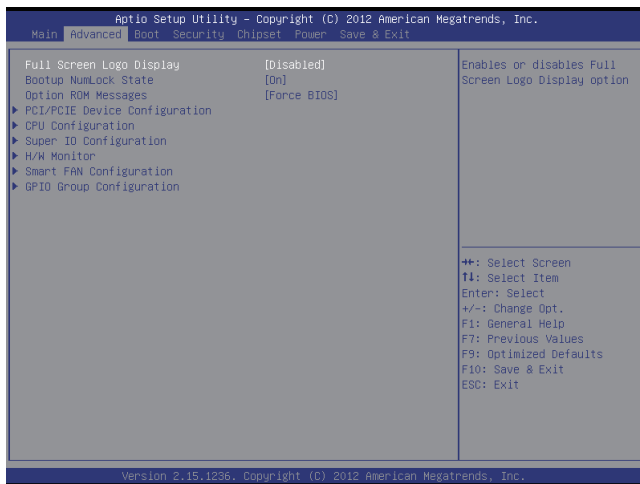 Aptio Setup Utility – Copyright (C) 2012 American Megatrends, Inc.
Main Advanced Boot Security Chipset Power Save & Exit
Full Screen Logo Display [Disabled]
Bootup NumLock State [On]
Option ROM Messages [Force BIOS]
PCI/PCIE Device Configuration
CPU Configuration
Super IO Configuration
H/W Monitor
Smart FAN Configuration
GPIO Group Configuration
Enables or disables Full
Screen Logo Display option
→←: Select Screen
↑↓: Select Item
Enter: Select
+/-: Change Opt.
F1: General Help
F7: Previous Values
F9: Optimized Defaults
F10: Save & Exit
ESC: Exit
Version 2.15.1236. Copyright (C) 2012 American Megatrends, Inc.